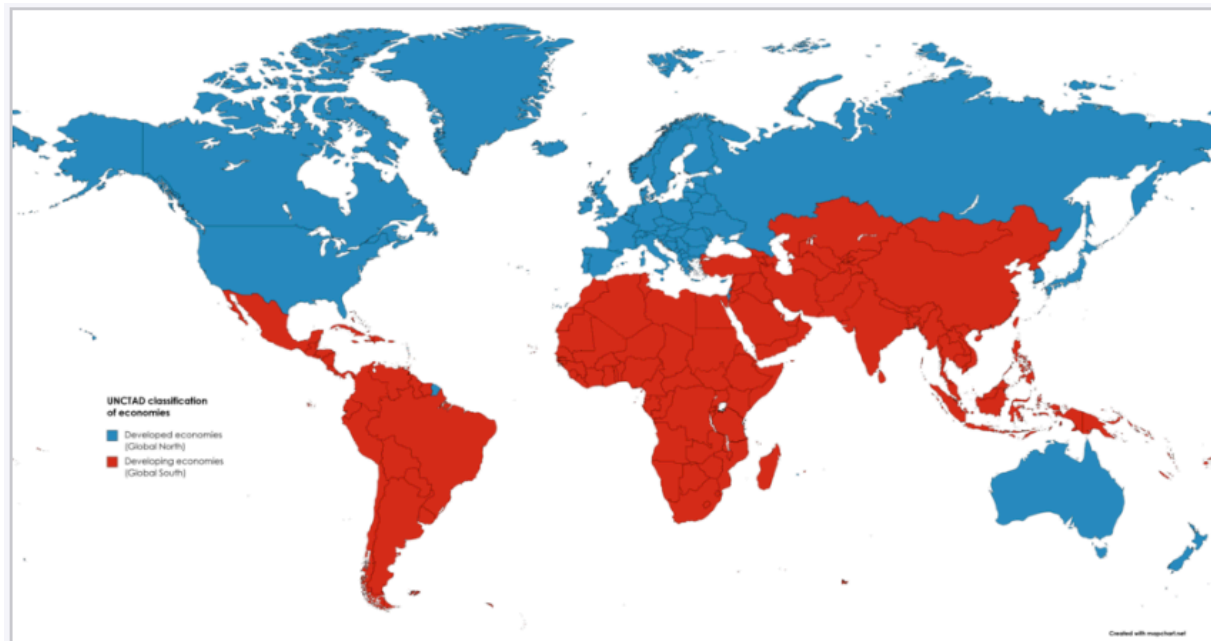 UNCTAD classification
of economies
Developed economies
(Global North)
Developing economies
(Global South)
Created with mapchart.net